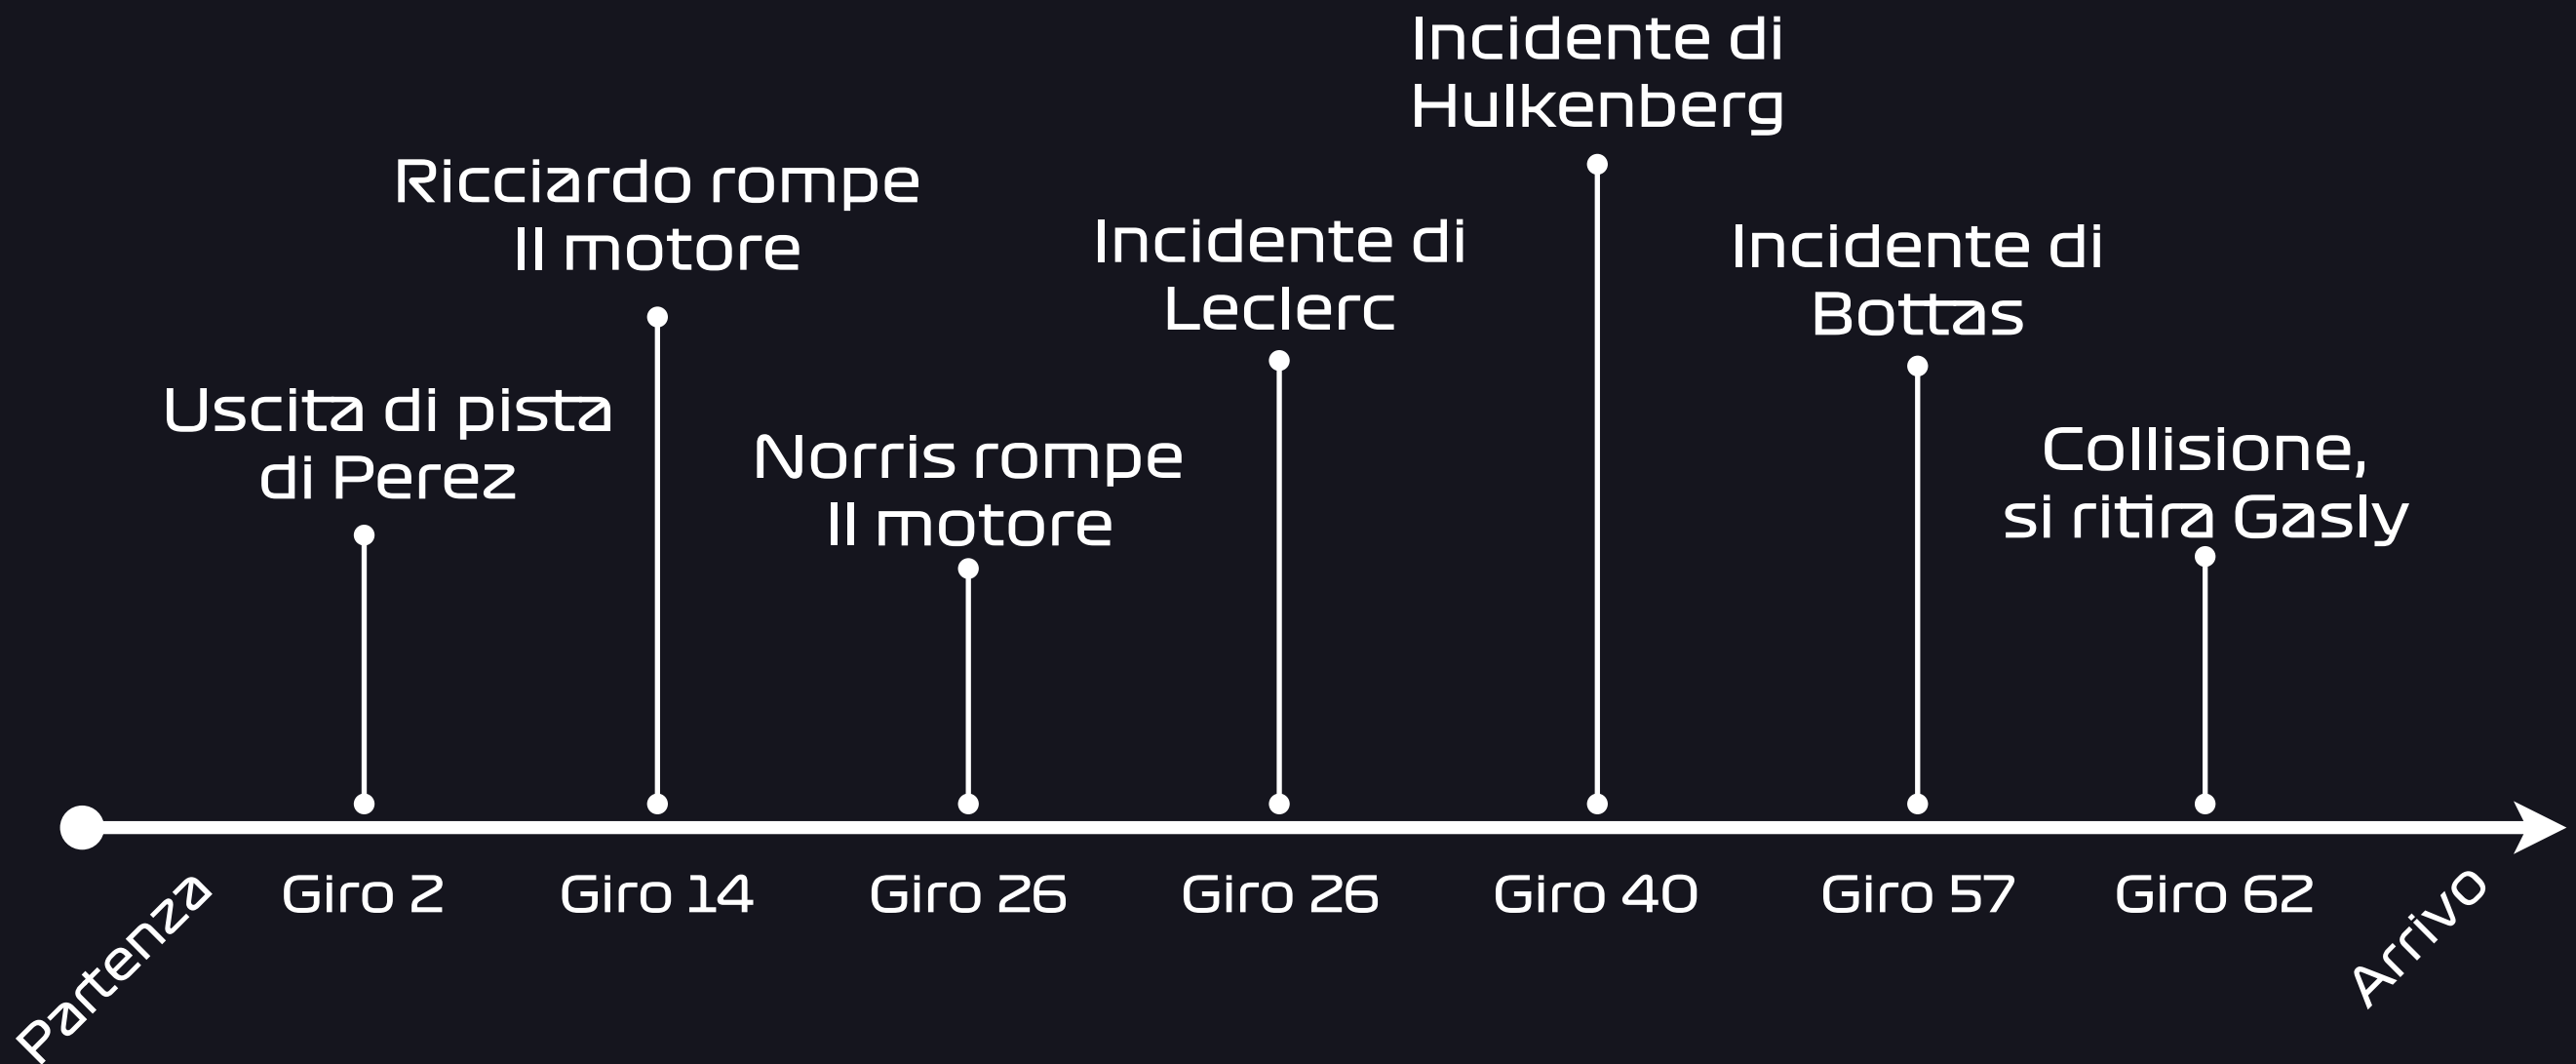 Incidente di
Hulkenberg
Ricciardo rompe
Il motore
Incidente di
Leclerc
Incidente di
Bottas
Uscita di pista
di Perez
Norris rompe
Il motore
Collisione,
si ritira Gasly
Partenza
Giro 2
Giro 14
Giro 26
Giro 26
Giro 40
Giro 57
Giro 62
Arrivo